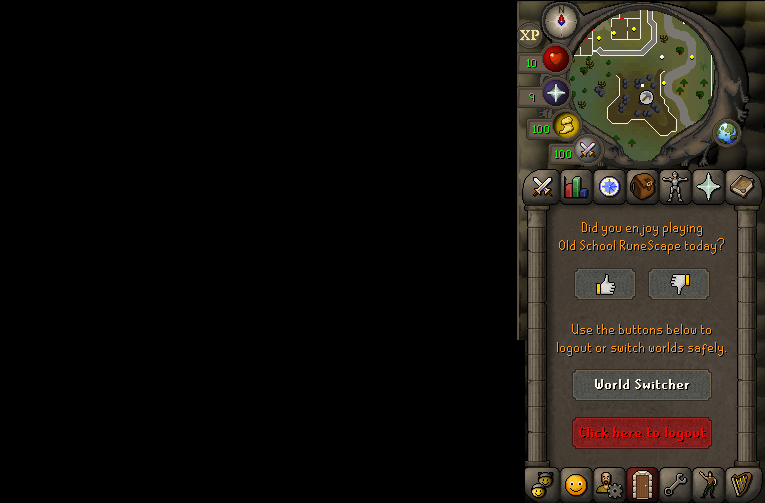 N
XP
10
9
100
100
Did you enjoy playing
Old School RuneScape today?
Use the buttons below to
logout or switch worlds safely.
World Switcher
Click here to logout